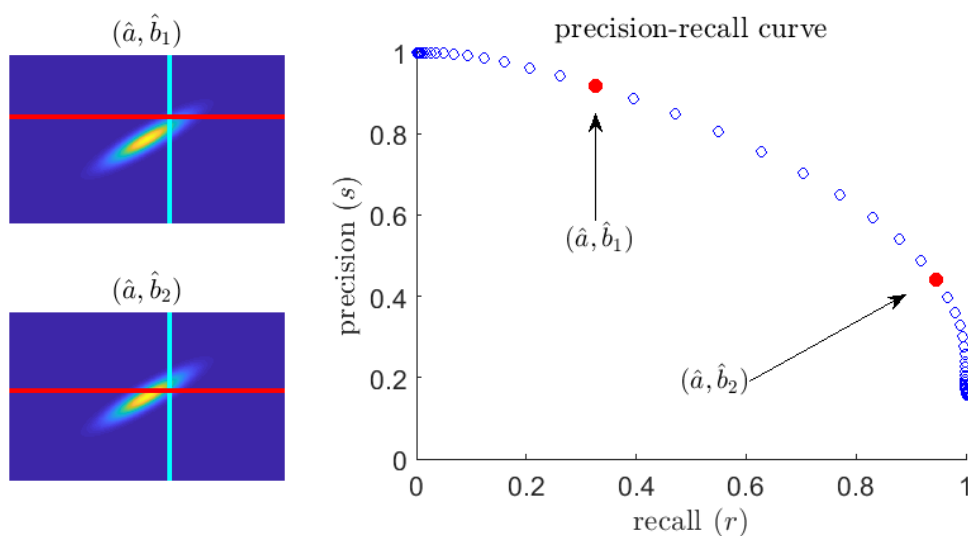 (â, b̂₁)
(â, b̂₂)
precision-recall curve
precision (s)
1
0.8
0.6
0.4
0.2
0
(â, b̂₁)
(â, b̂₂)
0 0.2 0.4 0.6 0.8 1
recall (r)